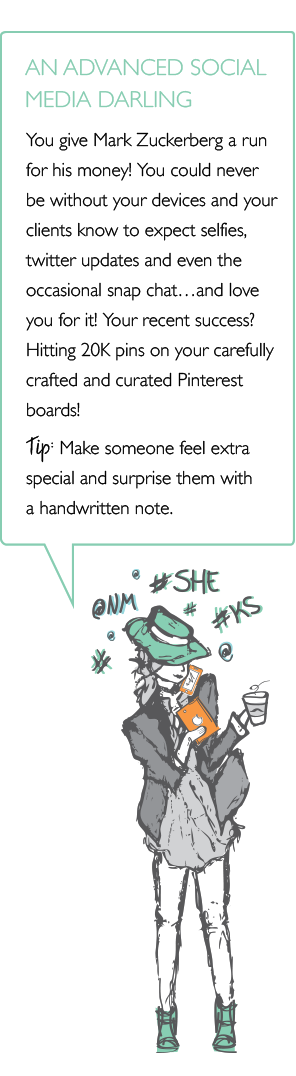 AN ADVANCED SOCIAL
MEDIA DARLING
You give Mark Zuckerberg a run
for his money! You could never
be without your devices and your
clients know to expect selfies,
twitter updates and even the
occasional snap chat…and love
you for it! Your recent success?
Hitting 20K pins on your carefully
crafted and curated Pinterest
boards!
Tip: Make someone feel extra
special and surprise them with
a handwritten note.
@ #SHE
@NM # #KS
@ # @